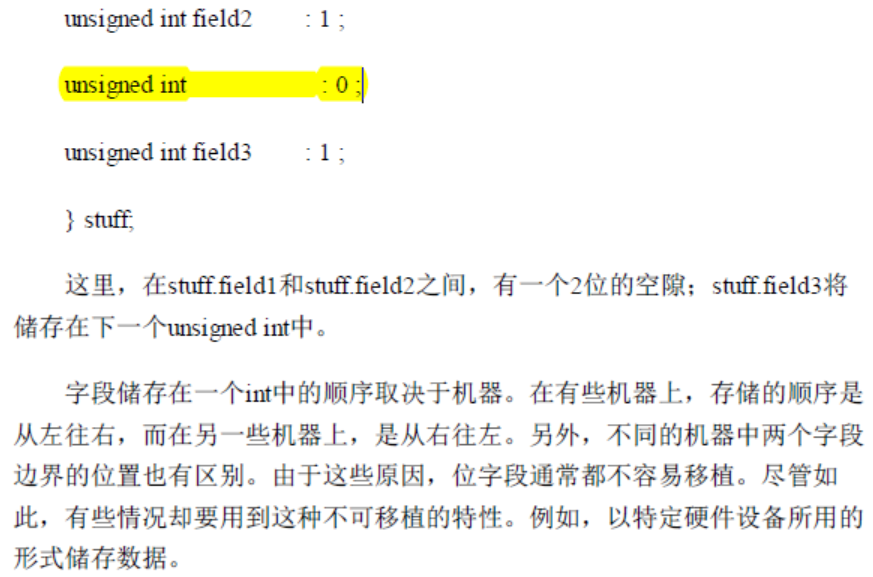 unsigned int field2 : 1 ;
unsigned int : 0 ;
unsigned int field3 : 1 ;
} stuff;
这里，在stuff.field1和stuff.field2之间，有一个2位的空隙；stuff.field3将
储存在下一个unsigned int中。
字段储存在一个int中的顺序取决于机器。在有些机器上，存储的顺序是
从左往右，而在另一些机器上，是从右往左。另外，不同的机器中两个字段
边界的位置也有区别。由于这些原因，位字段通常都不容易移植。尽管如
此，有些情况却要用到这种不可移植的特性。例如，以特定硬件设备所用的
形式储存数据。